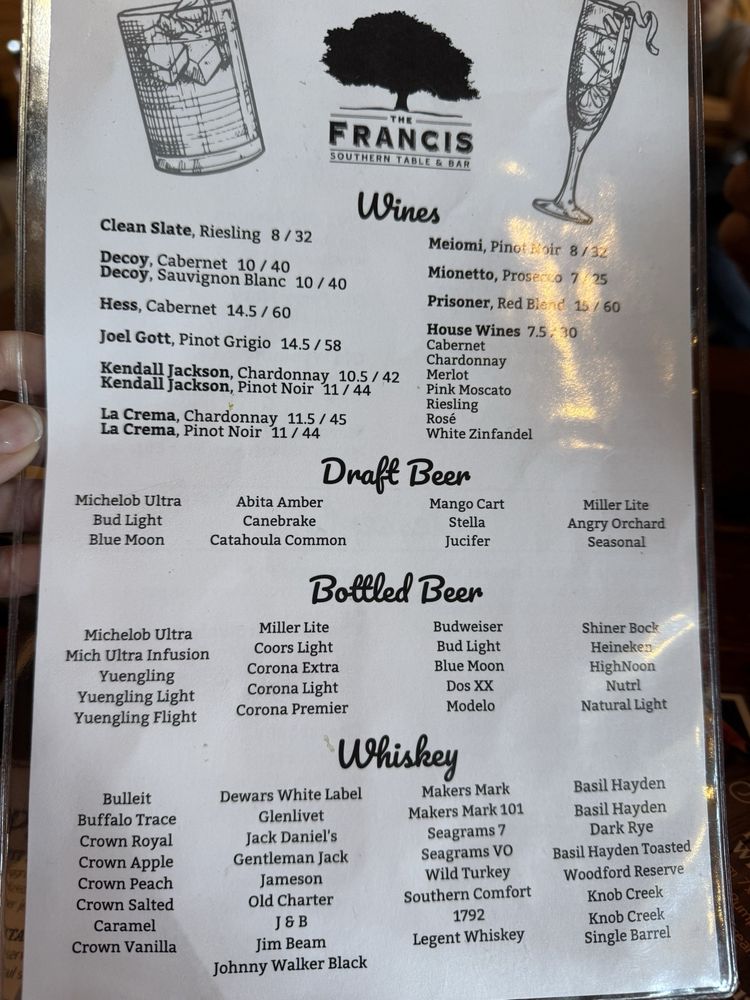 THE
FRANCIS
SOUTHERN TABLE & BAR
Wines
Clean Slate, Riesling 8 / 32
Decoy, Cabernet 10 / 40
Decoy, Sauvignon Blanc 10 / 40
Hess, Cabernet 14.5 / 60
Joel Gott, Pinot Grigio 14.5 / 58
Kendall Jackson, Chardonnay 10.5 / 42
Kendall Jackson, Pinot Noir 11 / 44
La Crema, Chardonnay 11.5 / 45
La Crema, Pinot Noir 11 / 44
Meiomi, Pinot Noir 8 / 32
Mionetto, Prosecco 7 / 25
Prisoner, Red Blend 15 / 60
House Wines 7.5 / 30
Cabernet
Chardonnay
Merlot
Pink Moscato
Riesling
Rosé
White Zinfandel
Draft Beer
Michelob Ultra
Bud Light
Blue Moon
Abita Amber
Canebrake
Catahoula Common
Mango Cart
Stella
Jucifer
Miller Lite
Angry Orchard
Seasonal
Bottled Beer
Michelob Ultra
Mich Ultra Infusion
Yuengling
Yuengling Light
Yuengling Flight
Miller Lite
Coors Light
Corona Extra
Corona Light
Corona Premier
Budweiser
Bud Light
Blue Moon
Dos XX
Modelo
Shiner Bock
Heineken
HighNoon
Nutrl
Natural Light
Whiskey
Bulleit
Buffalo Trace
Crown Royal
Crown Apple
Crown Peach
Crown Salted
Caramel
Crown Vanilla
Dewars White Label
Glenlivet
Jack Daniel's
Gentleman Jack
Jameson
Old Charter
J & B
Jim Beam
Johnny Walker Black
Makers Mark
Makers Mark 101
Seagrams 7
Seagrams VO
Wild Turkey
Southern Comfort
1792
Legent Whiskey
Basil Hayden
Basil Hayden
Dark Rye
Basil Hayden Toasted
Woodford Reserve
Knob Creek
Knob Creek
Single Barrel